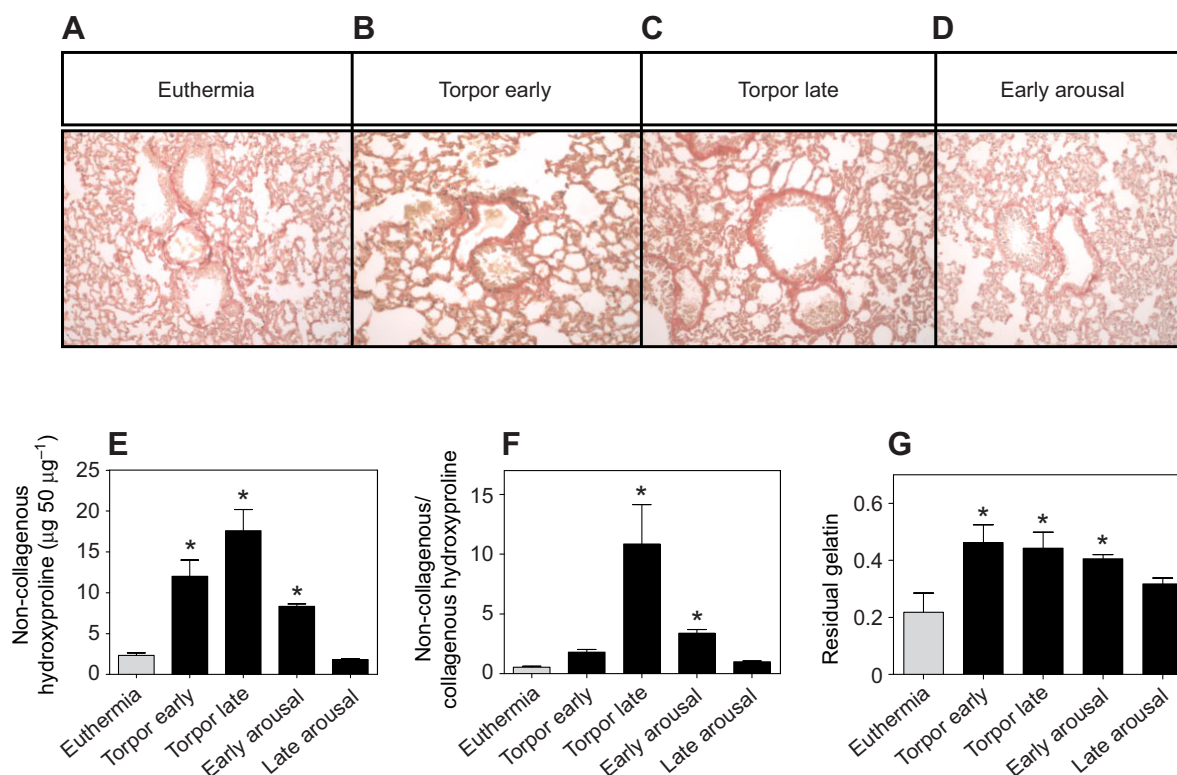 A B C D
Euthermia Torpor early Torpor late Early arousal
E
Non-collagenous
hydroxyproline (μg 50 μg⁻¹)
25
20
15
10
5
0
* * *
Euthermia
Torpor early
Torpor late
Early arousal
Late arousal
F
Non-collagenous/
collagenous hydroxyproline
15
10
5
0
* *
Euthermia
Torpor early
Torpor late
Early arousal
Late arousal
G
Residual gelatin
0.6
0.4
0.2
0
* * *
Euthermia
Torpor early
Torpor late
Early arousal
Late arousal